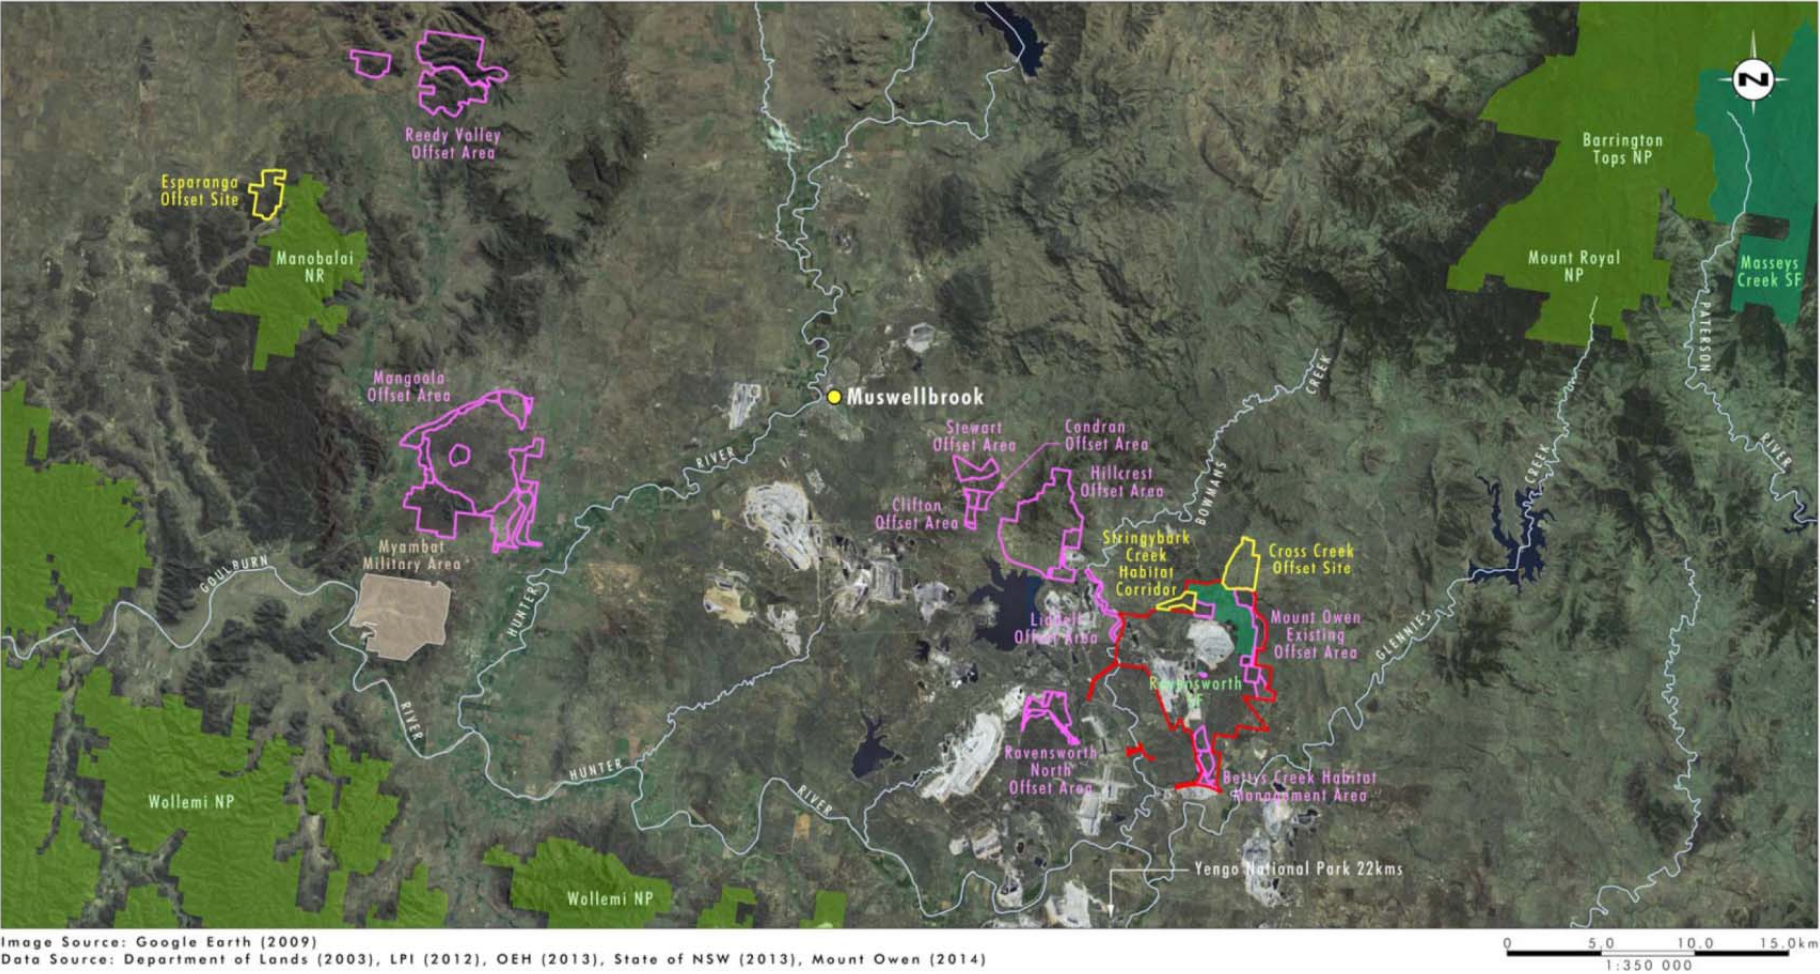 N
Reedy Valley
Offset Area
Barrington
Tops NP
Esparanga
Offset Site
Manobalai
NR
Mount Royal
NP
Masseys
Creek SF
PATERSON
RIVER
Mangoola
Offset Area
Muswellbrook
CREEK
Stewart
Offset Area
Condran
Offset Area
RIVER
Hillcrest
Offset Area
CREEK
BOWMANS
Clifton
Offset Area
Myambat
Military Area
Stringybark
Creek
Habitat
Corridor
Cross Creek
Offset Site
GOULBURN
HUNTER
Liddell
Offset Area
Mount Owen
Existing
Offset Area
GLENNIES
Ravensworth
SF
RIVER
Ravensworth
North
Offset Area
HUNTER
Bettys Creek Habitat
Management Area
Wollemi NP
RIVER
Yengo National Park 22kms
Wollemi NP
Image Source: Google Earth (2009)
Data Source: Department of Lands (2003), LPI (2012), OEH (2013), State of NSW (2013), Mount Owen (2014)
0 5,0 10,0 15,0km
1:350 000